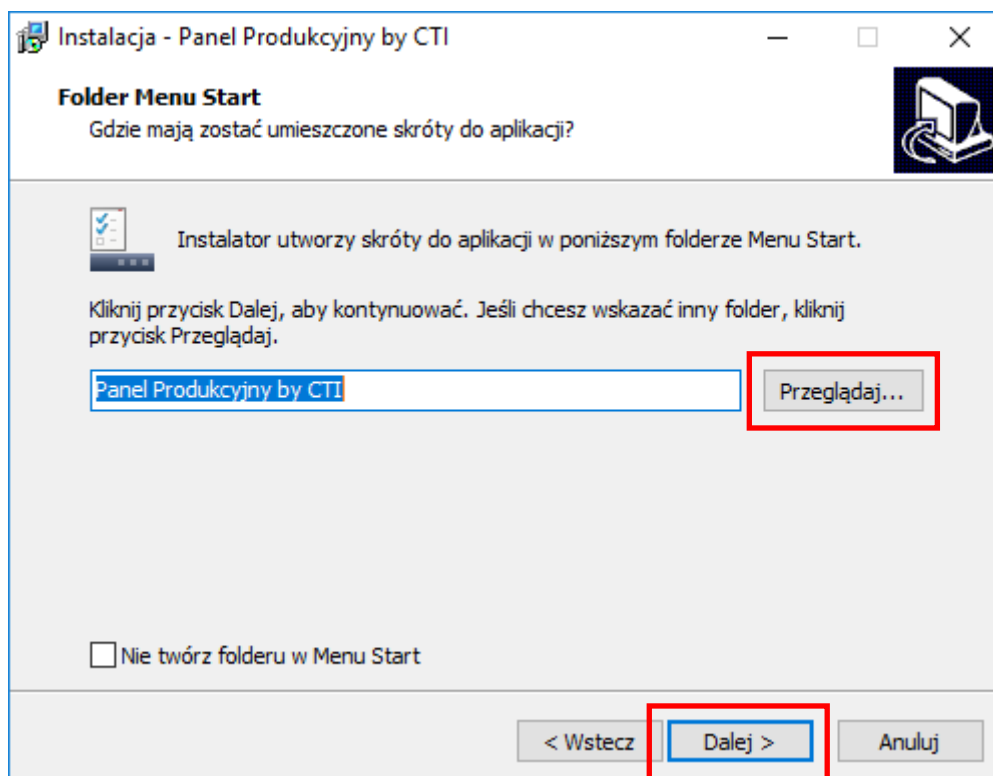 Instalacja - Panel Produkcyjny by CTI
Folder Menu Start
Gdzie mają zostać umieszczone skróty do aplikacji?
Instalator utworzy skróty do aplikacji w poniższym folderze Menu Start.
Kliknij przycisk Dalej, aby kontynuować. Jeśli chcesz wskazać inny folder, kliknij
przycisk Przeglądaj.
Panel Produkcyjny by CTI
Przeglądaj...
Nie twórz folderu w Menu Start
< Wstecz
Dalej >
Anuluj